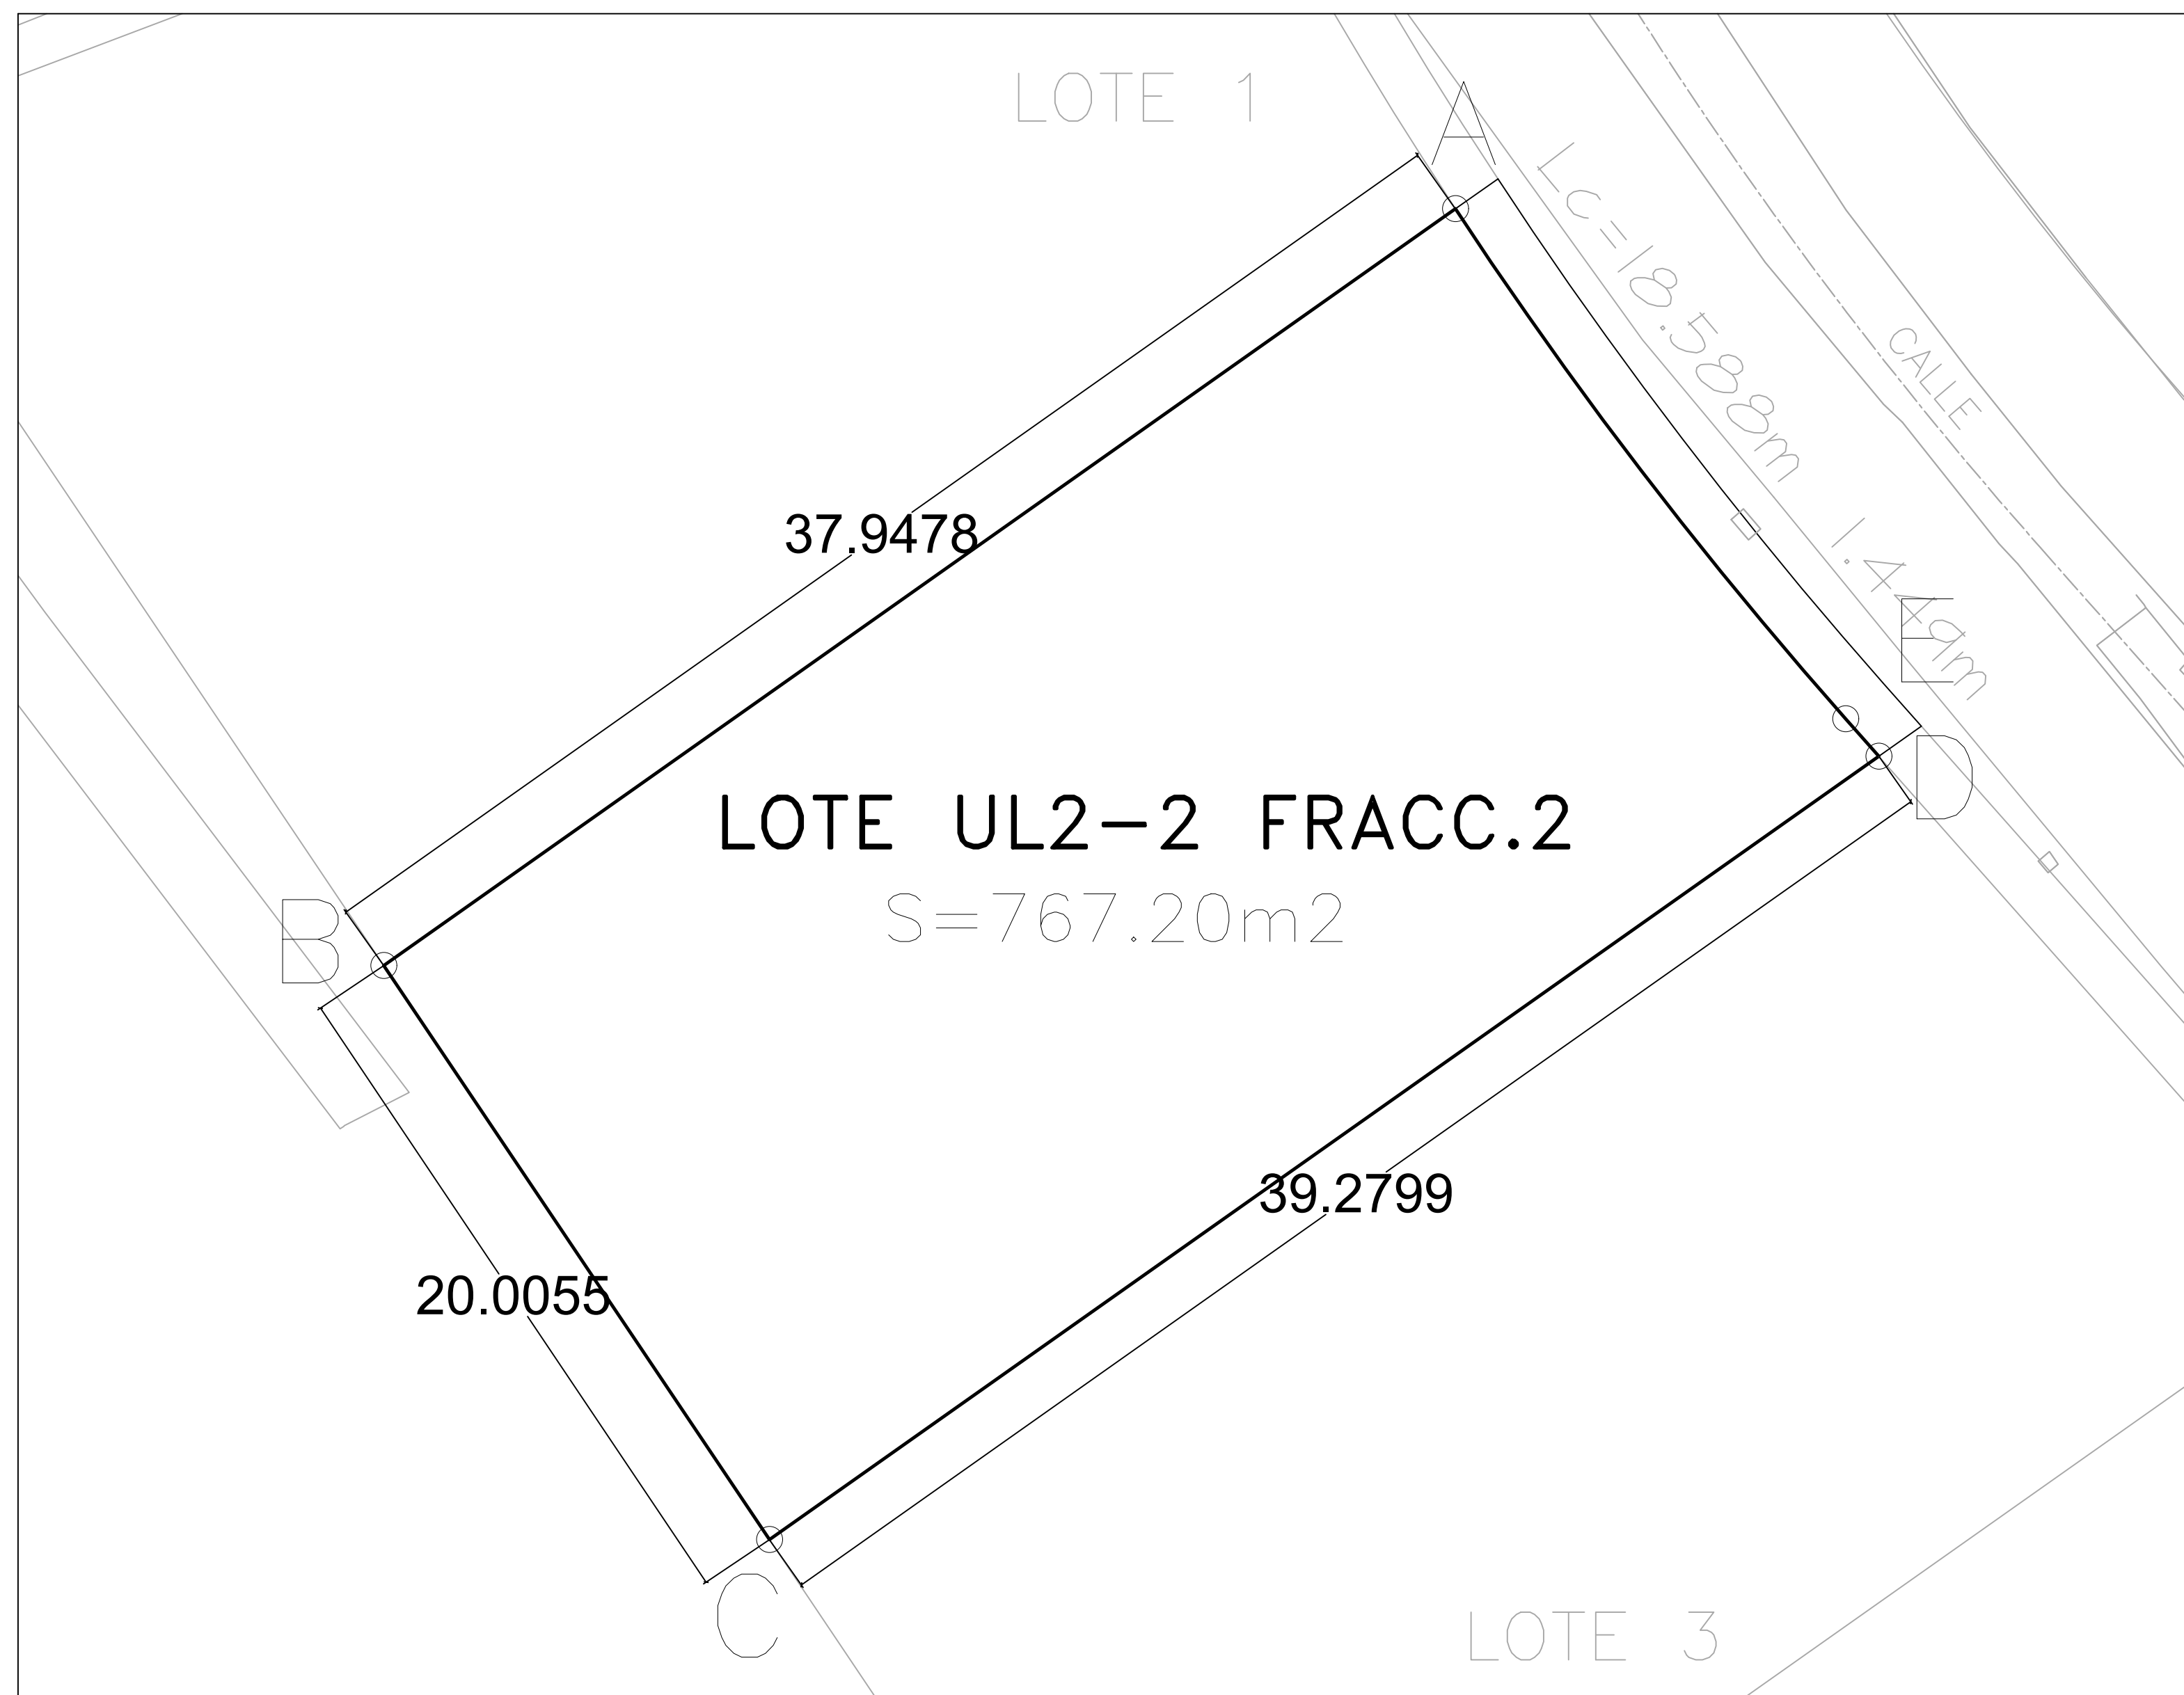 LOTE 1
A
Lc=18.588m
CALLE
37.9478
1.449m
E
D
LOTE UL2-2 FRACC.2
S=767.20m2
B
39.2799
20.0055
C
LOTE 3